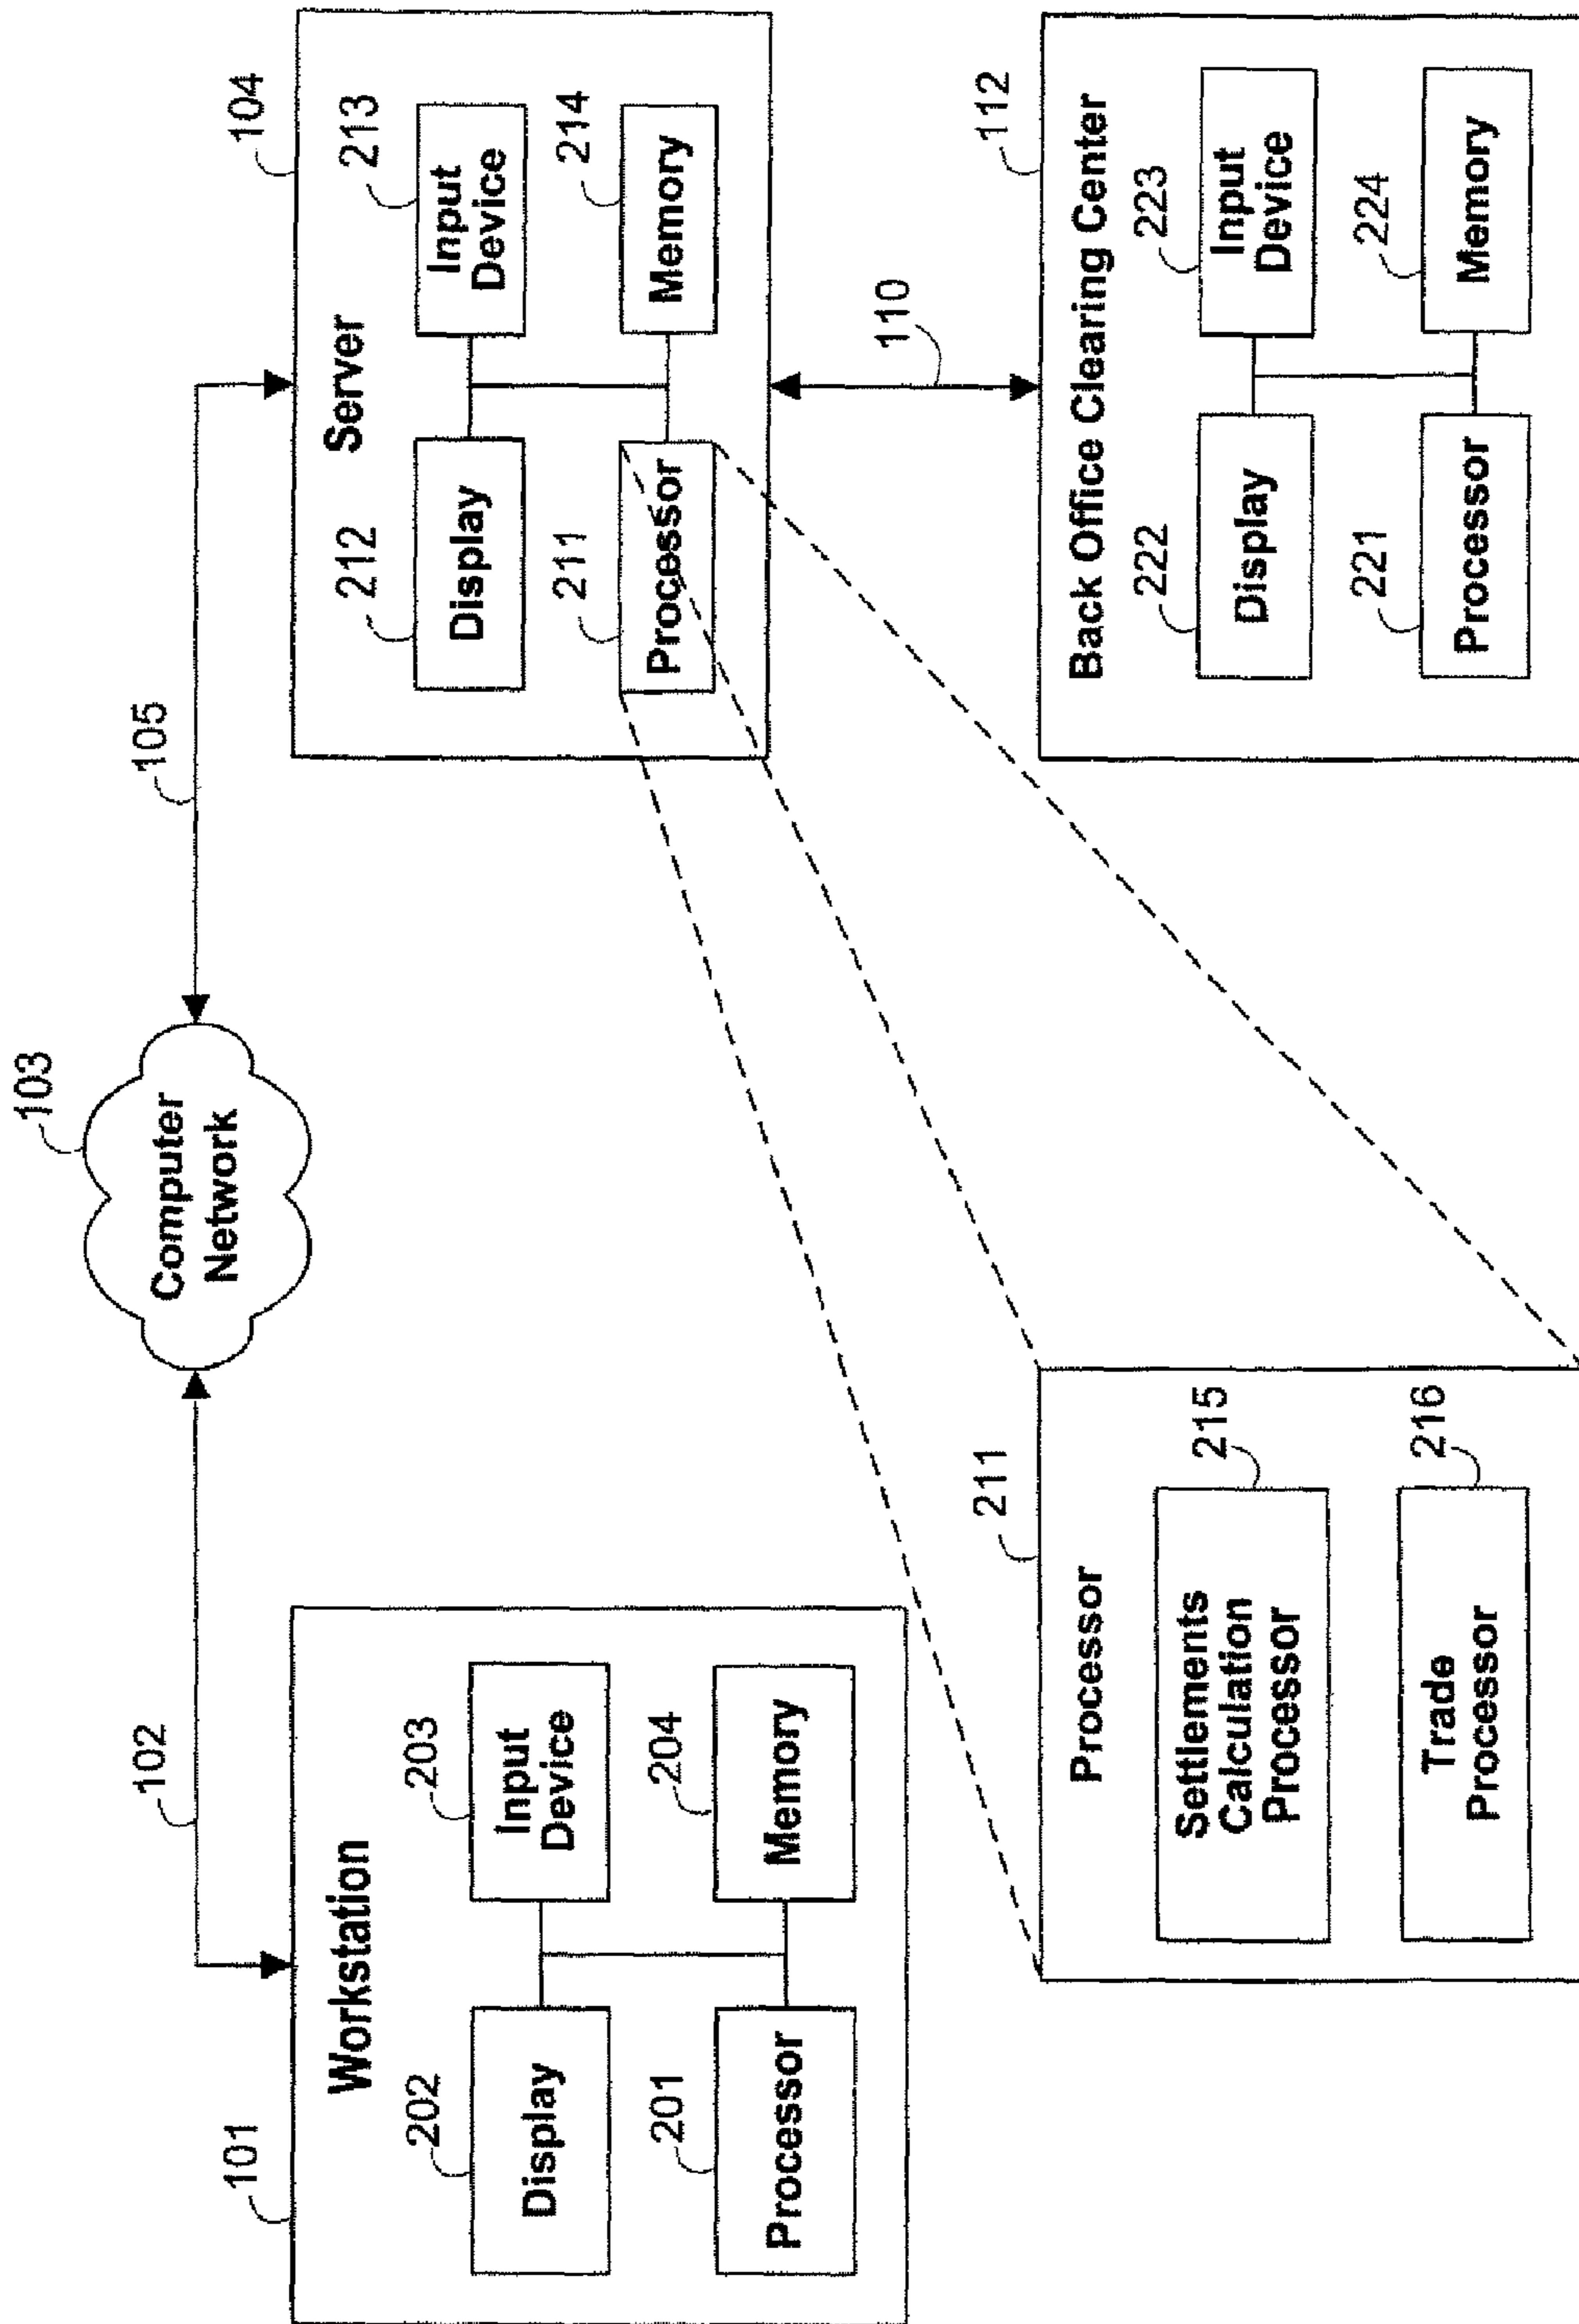 103
Computer
Network
102
105
101
Workstation
202
Display
203
Input
Device
201
Processor
204
Memory
104
Server
212
Display
213
Input
Device
211
Processor
214
Memory
110
211
Processor
215
Settlements
Calculation
Processor
216
Trade
Processor
112
Back Office Clearing Center
222
Display
223
Input
Device
221
Processor
224
Memory